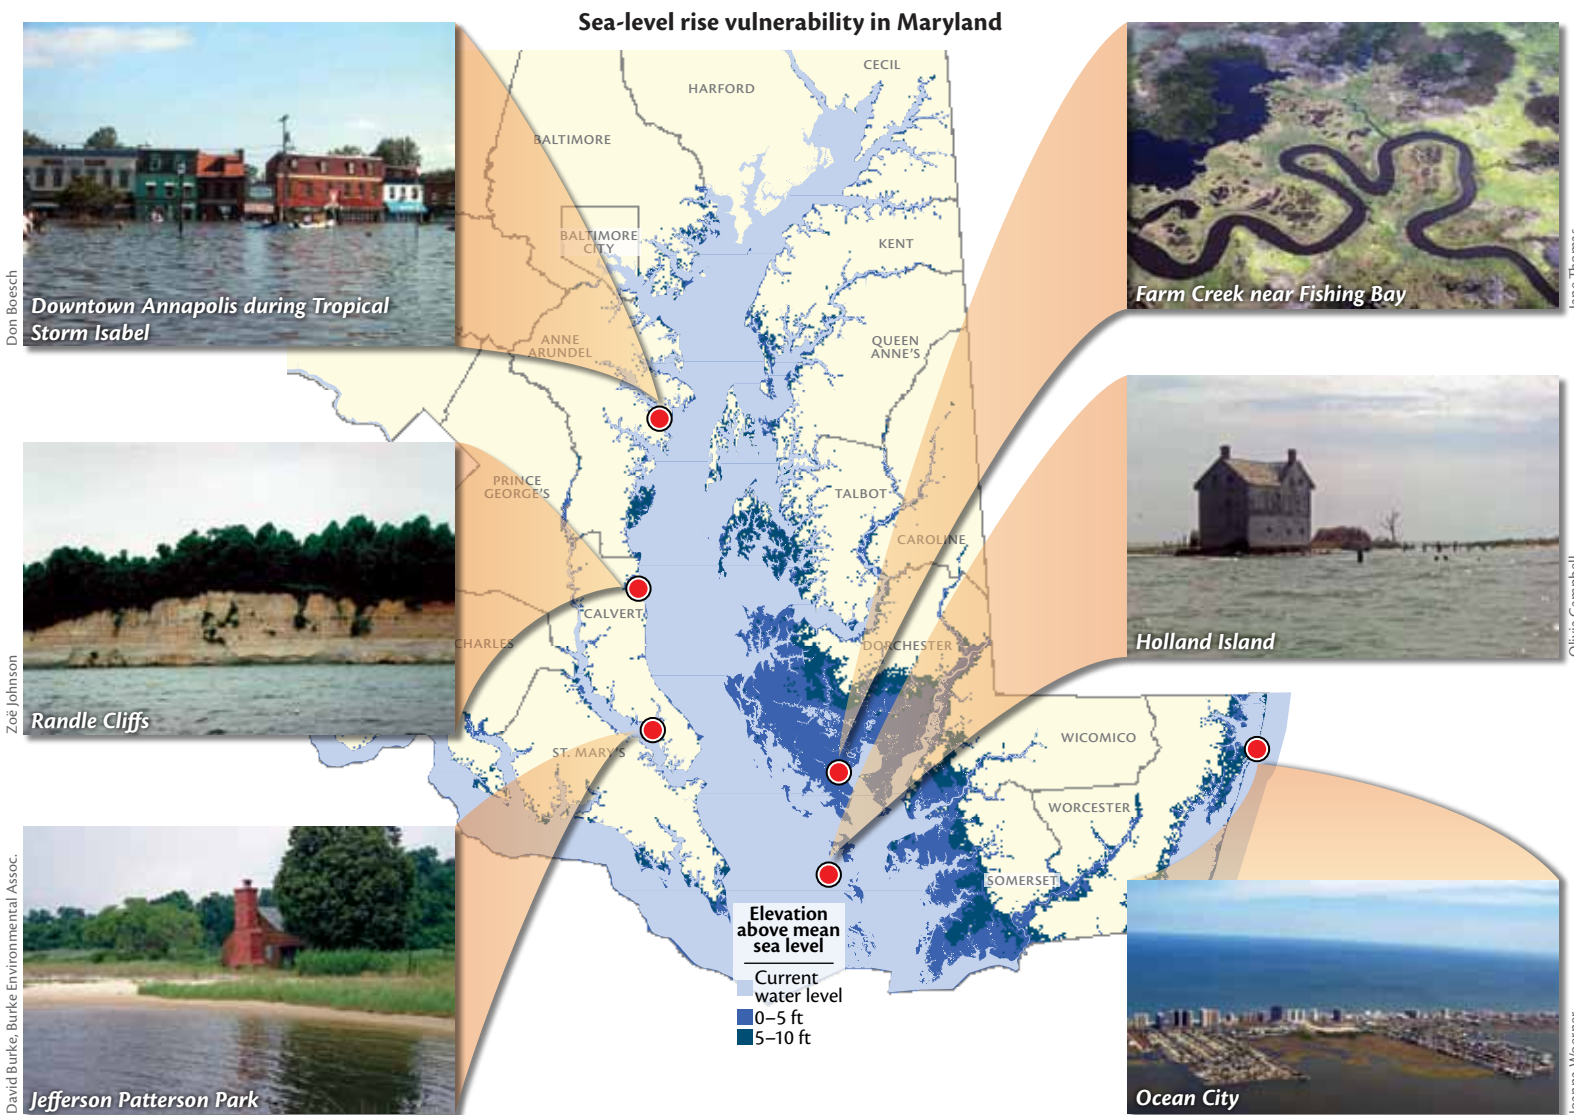 Sea-level rise vulnerability in Maryland
Don Boesch
Downtown Annapolis during Tropical
Storm Isabel
Zoë Johnson
Randle Cliffs
David Burke, Burke Environmental Assoc.
Jefferson Patterson Park
CECIL
HARFORD
BALTIMORE
BALTIMORE
CITY
KENT
ANNE
ARUNDEL
QUEEN
ANNE'S
PRINCE
GEORGE'S
TALBOT
CAROLINE
CALVERT
CHARLES
DORCHESTER
ST. MARY'S
WICOMICO
WORCESTER
SOMERSET
Elevation
above mean
sea level
Current
water level
0–5 ft
5–10 ft
Farm Creek near Fishing Bay
Holland Island
Ocean City